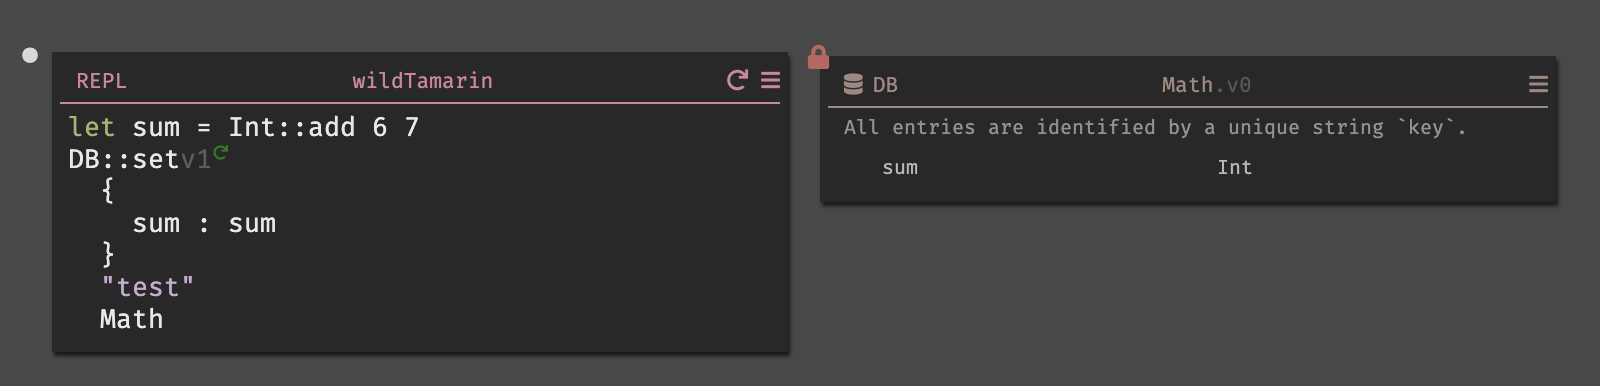 REPL wildTamarin
let sum = Int::add 6 7
DB::setv1
{
sum : sum
}
"test"
Math
DB Math.v0
All entries are identified by a unique string `key`.
sum Int